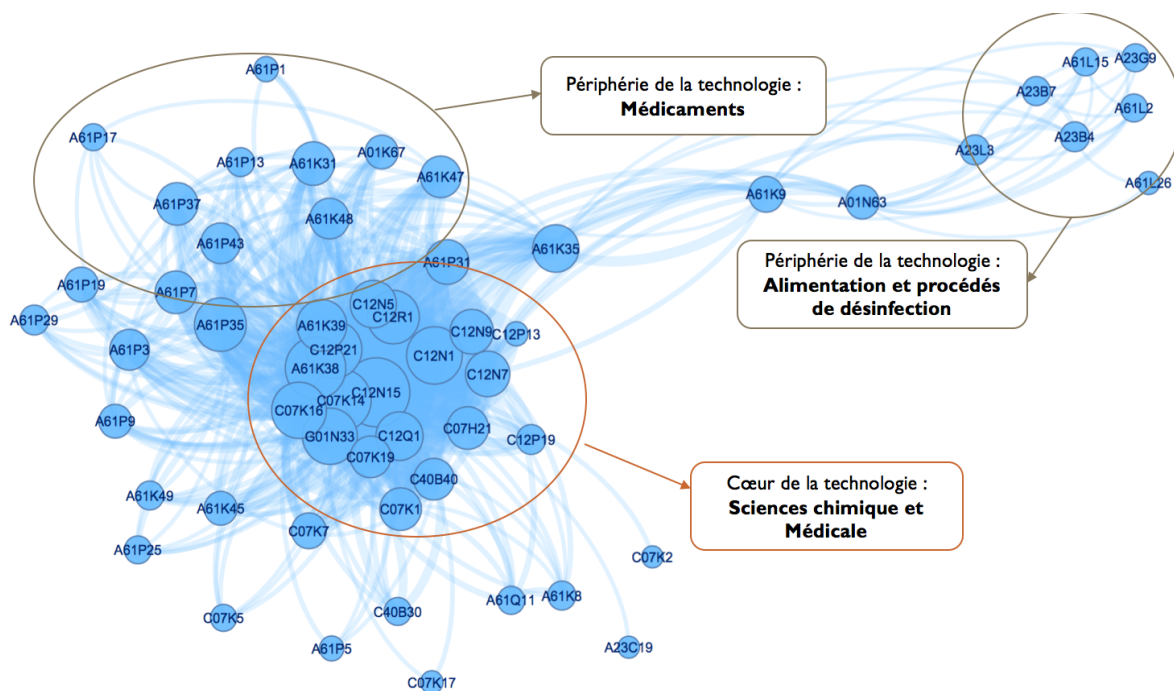 A61P1
A61P17
A61P13
A61K31
A01K67
A61K47
A61P37
A61K48
A61P43
A61P31
A61K35
A61P19
A61P7
A61P29
A61P35
A61P3
A61P9
Périphérie de la technologie :
Médicaments
A61L15
A23G9
A23B7
A61L2
A23B4
A23L3
A61L26
A61K9
A01N63
Périphérie de la technologie :
Alimentation et procédés
de désinfection
C12N5
C12R1
A61K39
C12N9
C12P13
C12P21
C12N1
A61K38
C12N7
C12N15
C07K14
C07K16
G01N33
C12Q1
C07H21
C12P19
C07K19
C40B40
C07K1
Cœur de la technologie :
Sciences chimique et
Médicale
A61K49
A61K45
C07K7
A61P25
C07K2
C07K5
C40B30
A61Q11
A61K8
A61P5
A23C19
C07K17